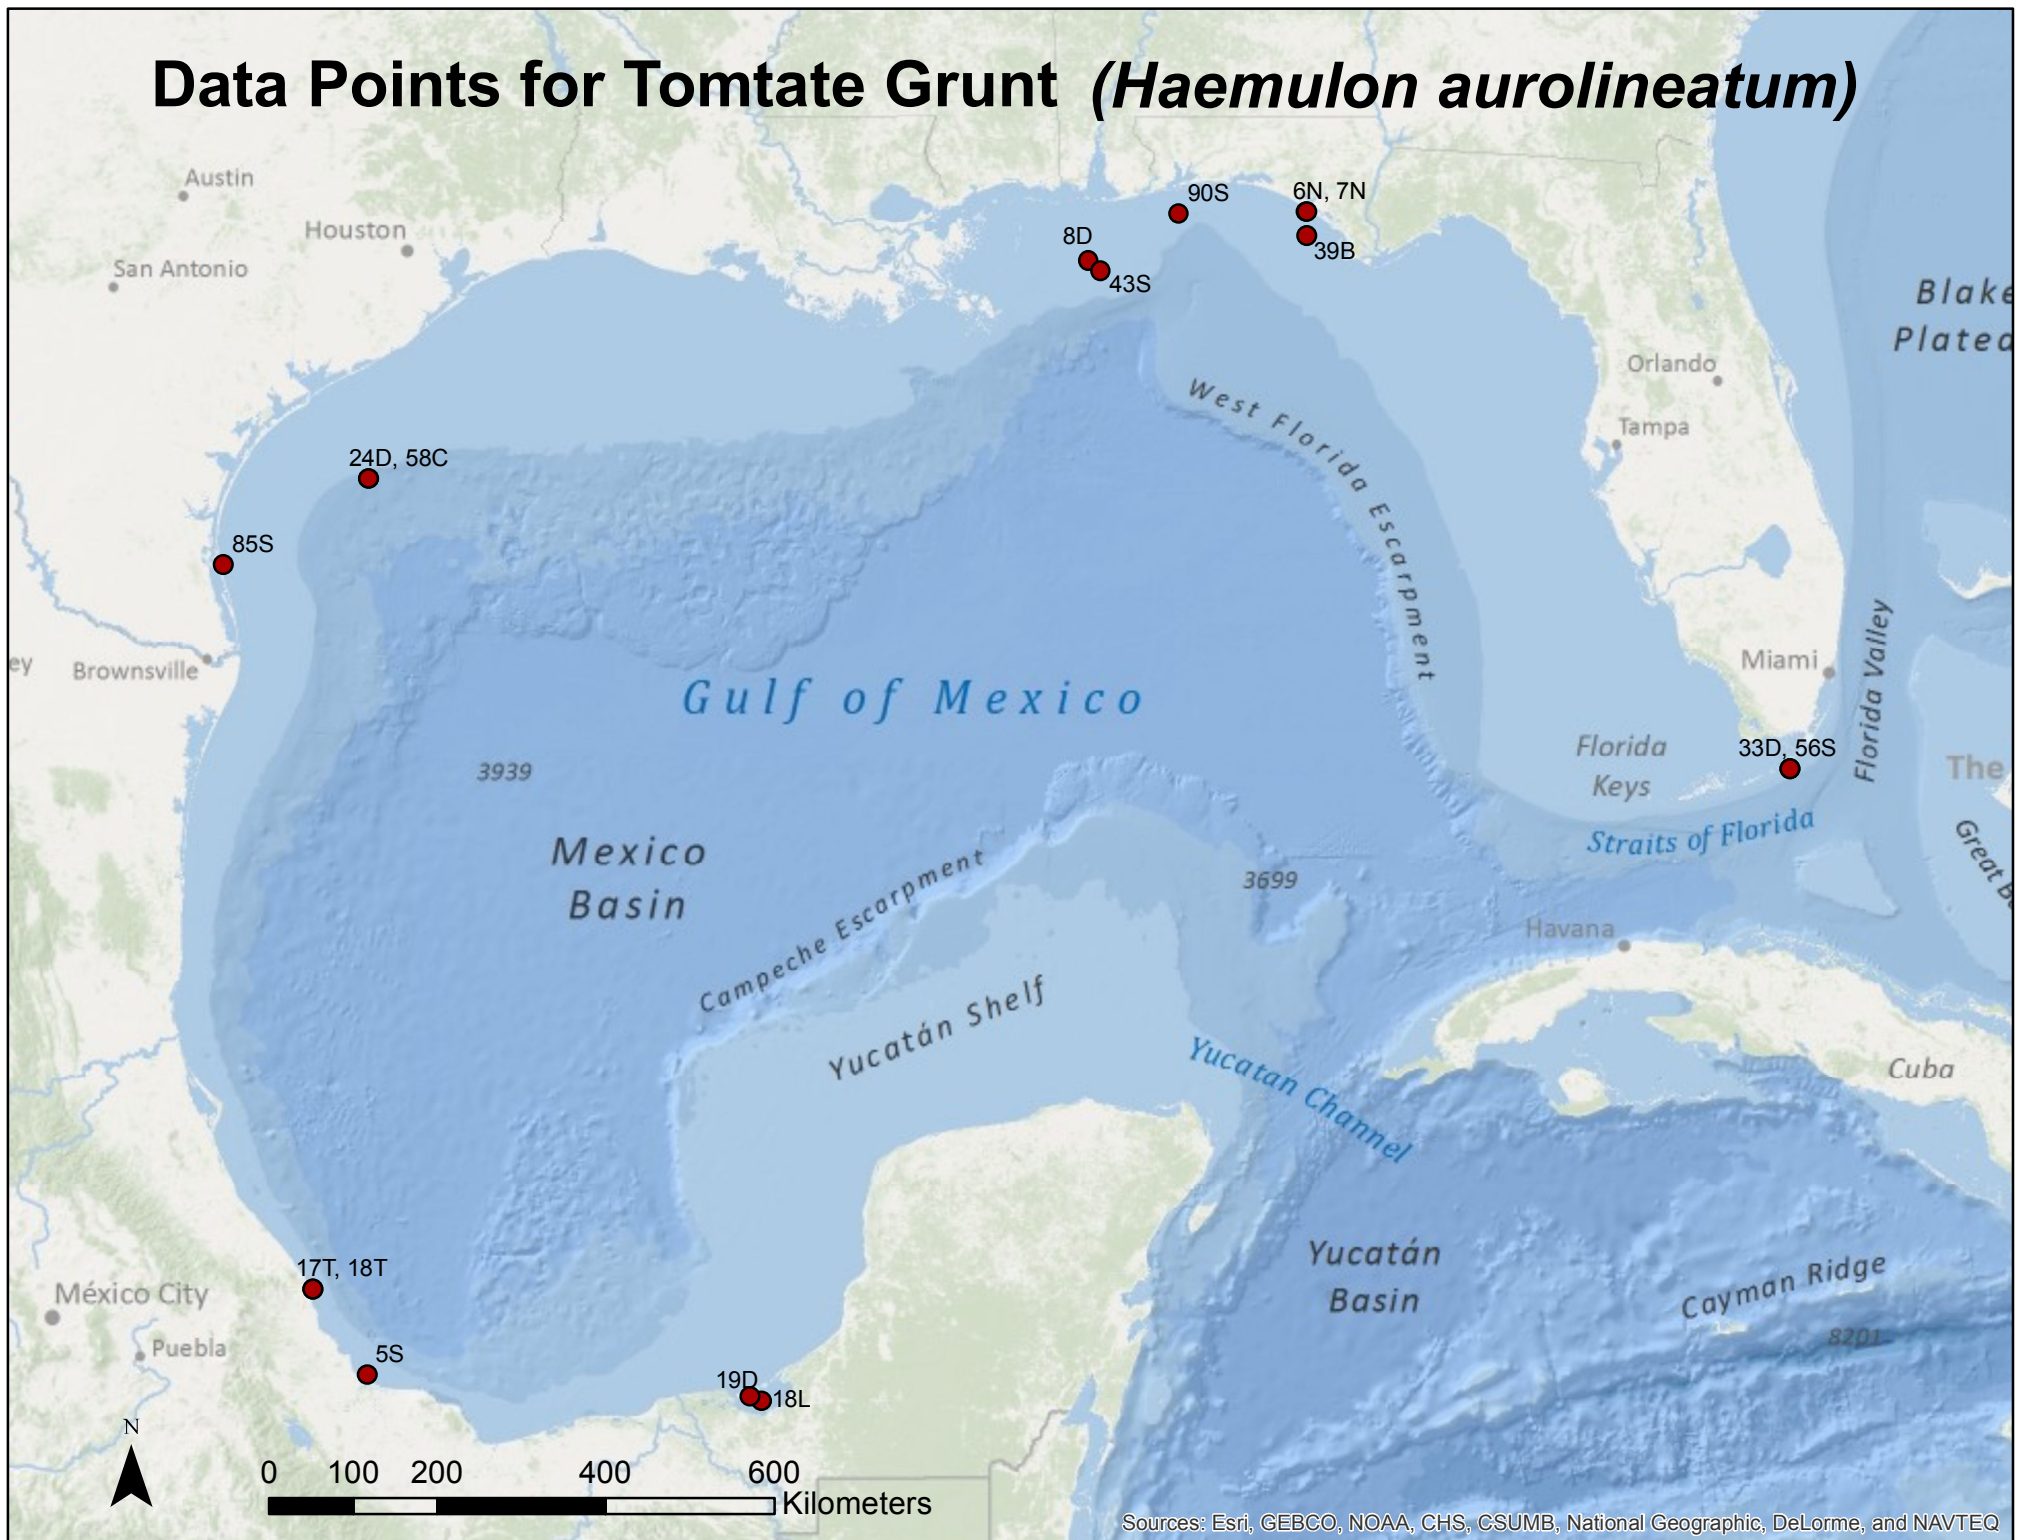 Data Points for Tomtate Grunt (Haemulon aurolineatum)
Austin
Houston
San Antonio
90S
6N, 7N
8D
39B
43S
Blake
Plateau
Orlando
Tampa
West Florida Escarpment
24D, 58C
85S
ey
Brownsville
Miami
Florida Valley
Gulf of Mexico
Florida
Keys
33D, 56S
The
3939
Straits of Florida
Great B
Mexico
Basin
Campeche Escarpment
3699
Havana
Yucatán Shelf
Yucatan Channel
Cuba
17T, 18T
México City
Puebla
5S
Yucatán
Basin
Cayman Ridge
8201
19D
18L
N
0 100 200 400 600
Kilometers
Sources: Esri, GEBCO, NOAA, CHS, CSUMB, National Geographic, DeLorme, and NAVTEQ